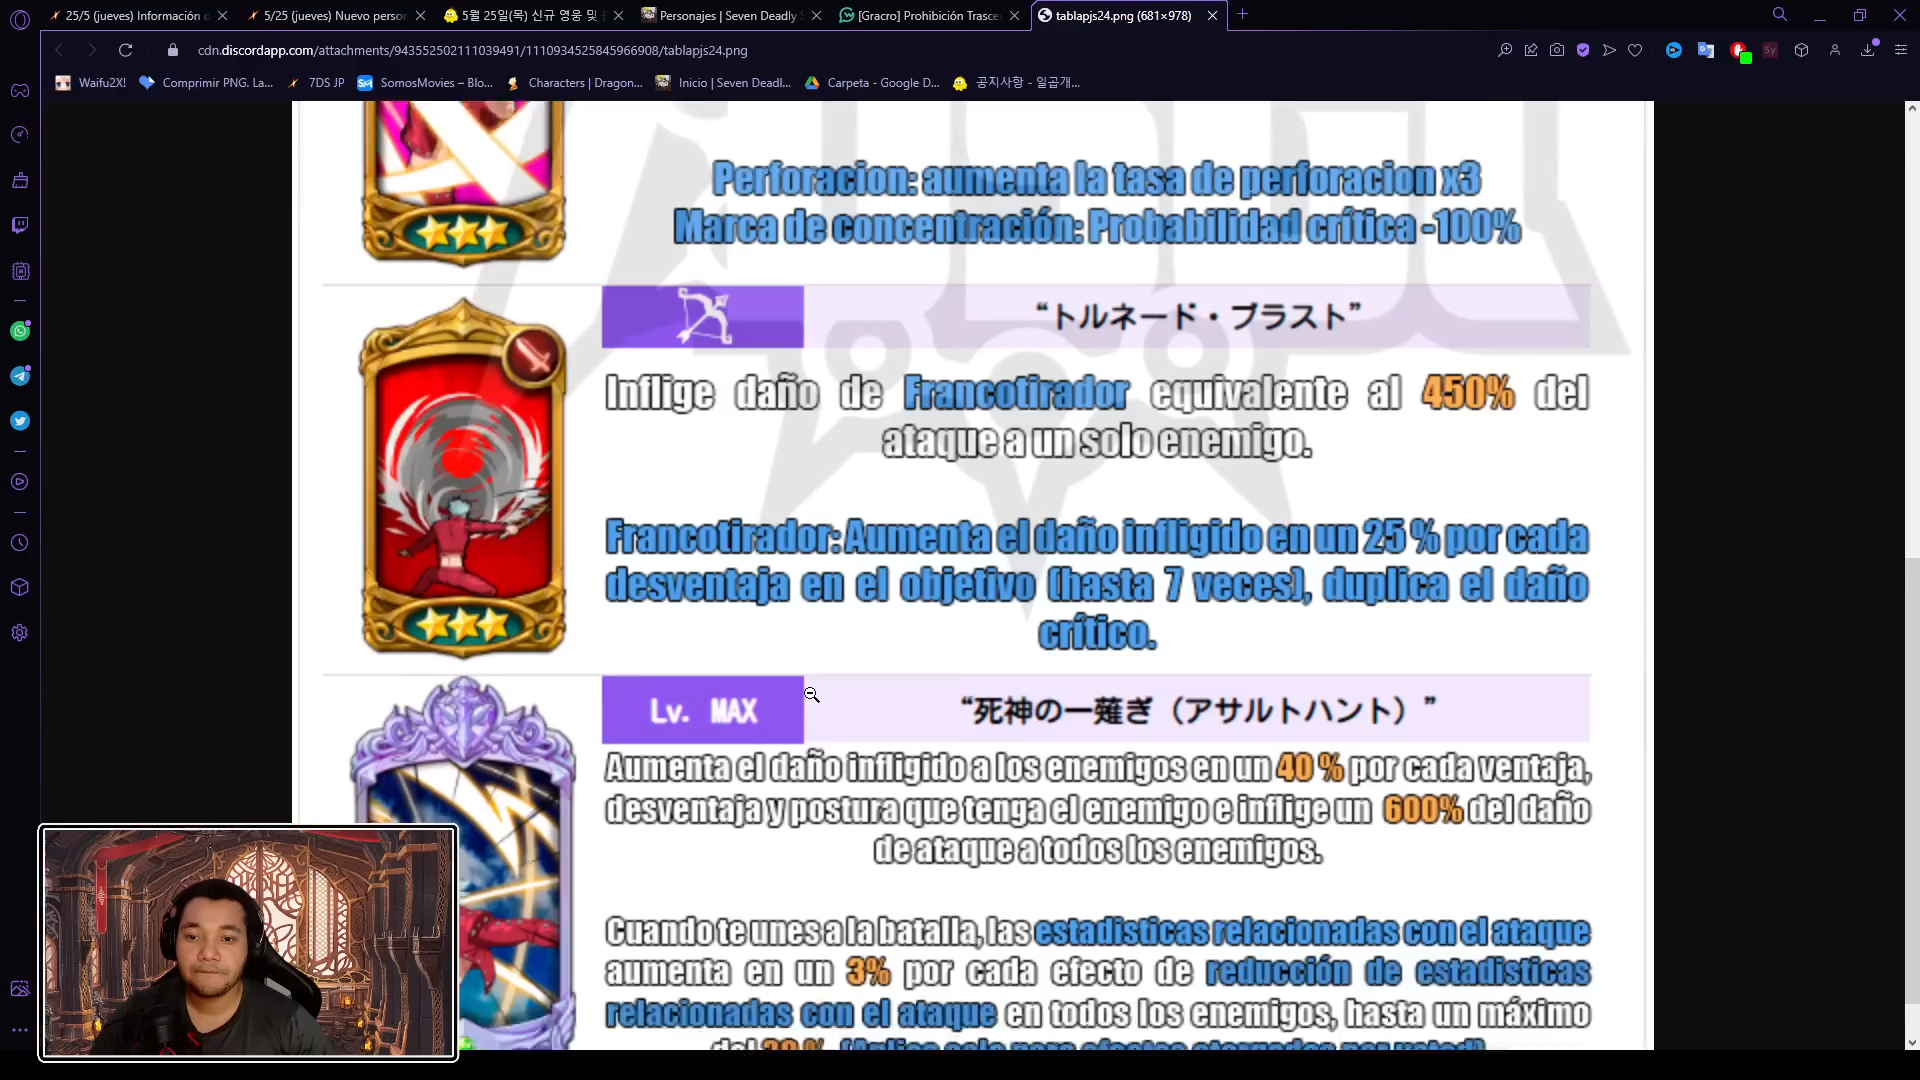 25/5 (jueves) Información d
5/25 (jueves) Nuevo person
5월 25일(목) 신규 영웅 및
Personajes | Seven Deadly S
[Gracro] Prohibición Trasce
tablapjs24.png (681×978)
cdn.discordapp.com/attachments/943552502111039491/1110934525845966908/tablapjs24.png
Waifu2X!
Comprimir PNG. La...
7DS JP
SomosMovies – Blo...
Characters | Dragon...
Inicio | Seven Deadl...
Carpeta - Google D...
공지사항 - 일곱개...
Perforacion: aumenta la tasa de perforacion x3
Marca de concentración: Probabilidad crítica -100%
“トルネード・ブラスト”
Inflige daño de Francotirador equivalente al 450% del
ataque a un solo enemigo.
Francotirador: Aumenta el daño infligido en un 25 % por cada
desventaja en el objetivo (hasta 7 veces), duplica el daño
crítico.
Lv. MAX
“死神の一薙ぎ（アサルトハント）”
Aumenta el daño infligido a los enemigos en un 40 % por cada ventaja,
desventaja y postura que tenga el enemigo e inflige un 600% del daño
de ataque a todos los enemigos.
Cuando te unes a la batalla, las estadisticas relacionadas con el ataque
aumenta en un 3% por cada efecto de reducción de estadisticas
relacionadas con el ataque en todos los enemigos, hasta un máximo